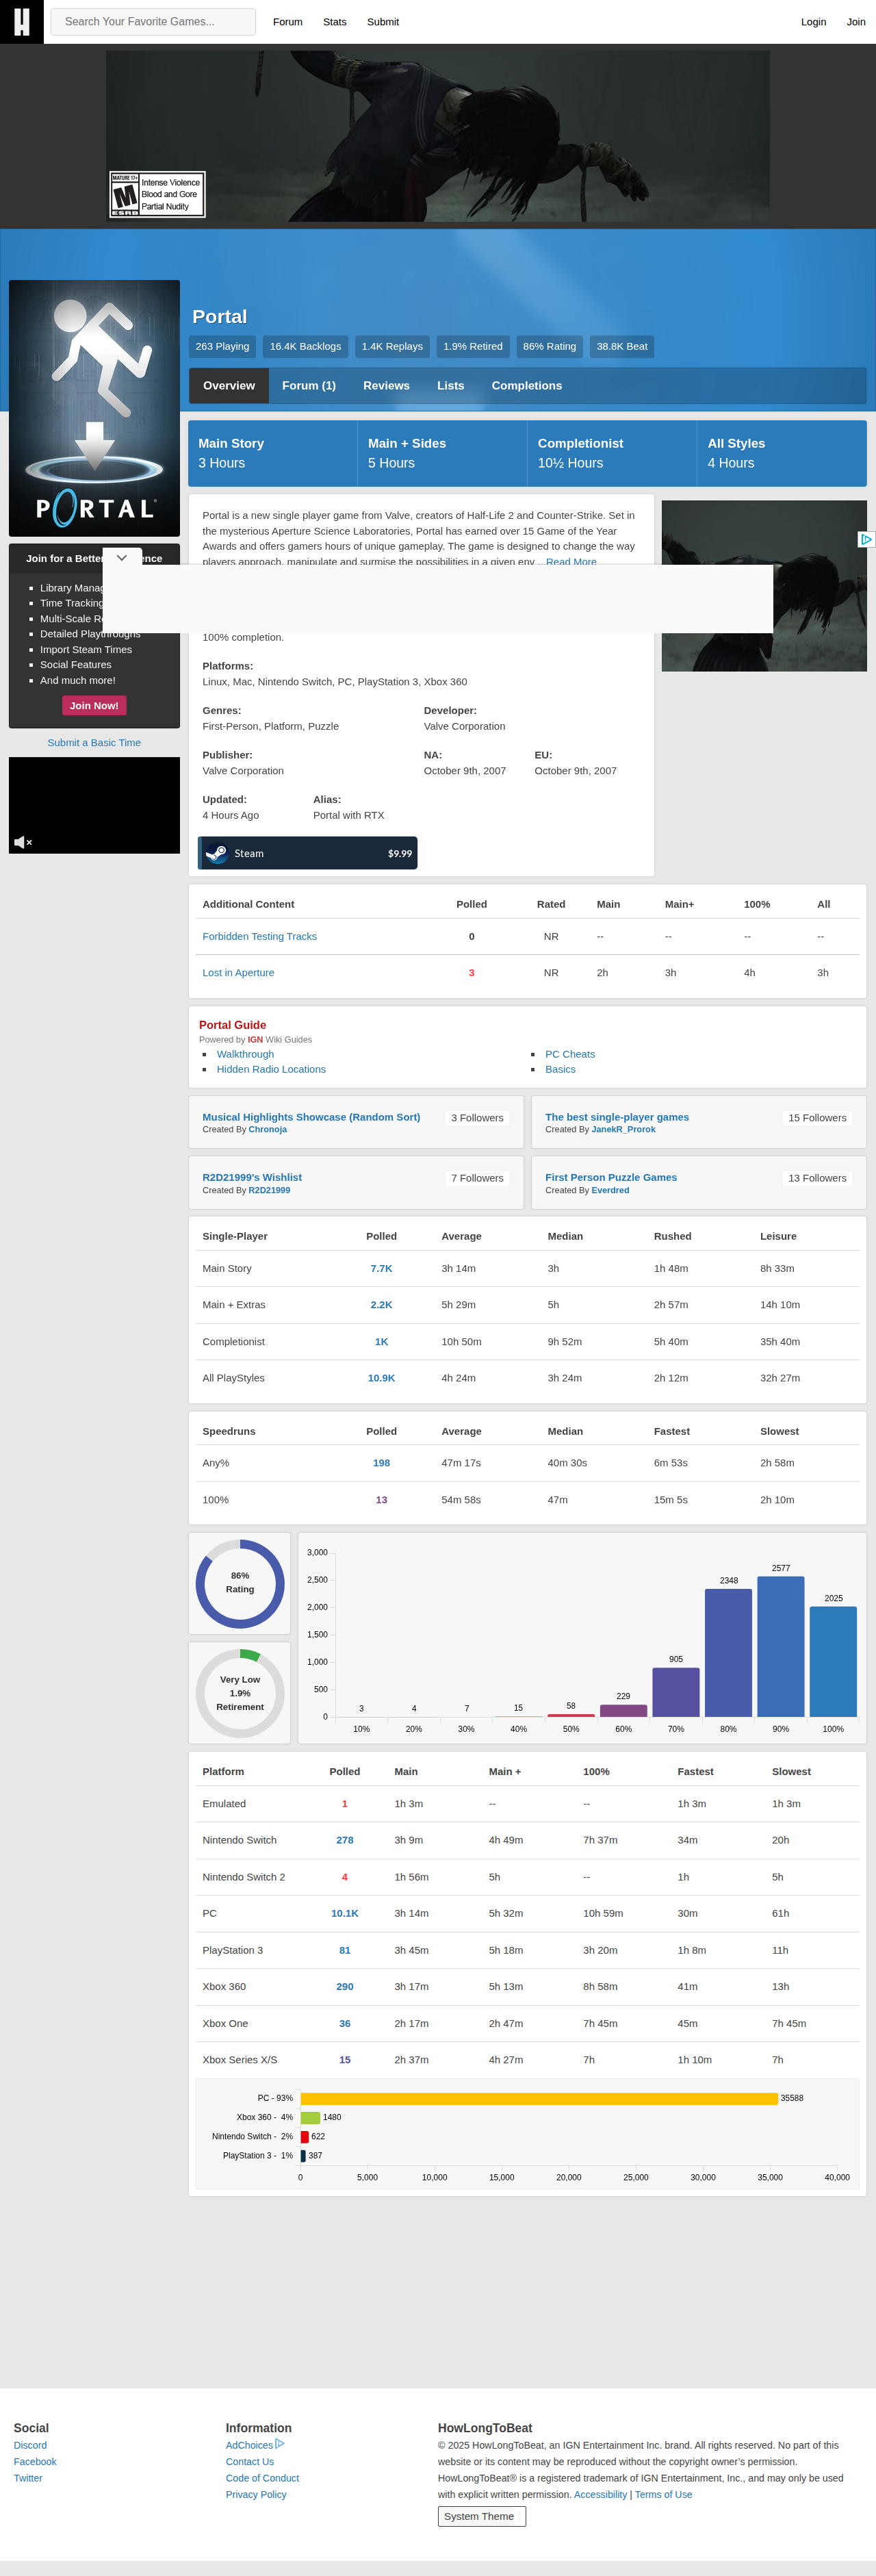 H
Search Your Favorite Games...
Forum
Stats
Submit
Login
Join
MATURE 17+
M
ESRB
Intense Violence
Blood and Gore
Partial Nudity
Portal
263 Playing
16.4K Backlogs
1.4K Replays
1.9% Retired
86% Rating
38.8K Beat
Overview
Forum (1)
Reviews
Lists
Completions
PORTAL
Main Story
3 Hours
Main + Sides
5 Hours
Completionist
10½ Hours
All Styles
4 Hours
Join for a Better
ence
Library Manag
Time Tracking
Multi-Scale Re
Detailed Playthroughs
Import Steam Times
Social Features
And much more!
Join Now!
Submit a Basic Time
Portal is a new single player game from Valve, creators of Half-Life 2 and Counter-Strike. Set in
the mysterious Aperture Science Laboratories, Portal has earned over 15 Game of the Year
Awards and offers gamers hours of unique gameplay. The game is designed to change the way
players approach, manipulate and surmise the possibilities in a given env ...Read More
100% completion.
Platforms:
Linux, Mac, Nintendo Switch, PC, PlayStation 3, Xbox 360
Genres:
First-Person, Platform, Puzzle
Developer:
Valve Corporation
Publisher:
Valve Corporation
NA:
October 9th, 2007
EU:
October 9th, 2007
Updated:
4 Hours Ago
Alias:
Portal with RTX
Steam $9.99
Additional Content Polled Rated Main Main+ 100% All
Forbidden Testing Tracks 0 NR -- -- -- --
Lost in Aperture 3 NR 2h 3h 4h 3h
Portal Guide
Powered by IGN Wiki Guides
Walkthrough
Hidden Radio Locations
PC Cheats
Basics
Musical Highlights Showcase (Random Sort)
Created By Chronoja
3 Followers
The best single-player games
Created By JanekR_Prorok
15 Followers
R2D21999's Wishlist
Created By R2D21999
7 Followers
First Person Puzzle Games
Created By Everdred
13 Followers
Single-Player Polled Average Median Rushed Leisure
Main Story 7.7K 3h 14m 3h 1h 48m 8h 33m
Main + Extras 2.2K 5h 29m 5h 2h 57m 14h 10m
Completionist 1K 10h 50m 9h 52m 5h 40m 35h 40m
All PlayStyles 10.9K 4h 24m 3h 24m 2h 12m 32h 27m
Speedruns Polled Average Median Fastest Slowest
Any% 198 47m 17s 40m 30s 6m 53s 2h 58m
100% 13 54m 58s 47m 15m 5s 2h 10m
86%
Rating
Very Low
1.9%
Retirement
3,000
2,500
2,000
1,500
1,000
500
0
3 4 7 15 58 229 905 2348 2577 2025
10% 20% 30% 40% 50% 60% 70% 80% 90% 100%
Platform Polled Main Main + 100% Fastest Slowest
Emulated 1 1h 3m -- -- 1h 3m 1h 3m
Nintendo Switch 278 3h 9m 4h 49m 7h 37m 34m 20h
Nintendo Switch 2 4 1h 56m 5h -- 1h 5h
PC 10.1K 3h 14m 5h 32m 10h 59m 30m 61h
PlayStation 3 81 3h 45m 5h 18m 3h 20m 1h 8m 11h
Xbox 360 290 3h 17m 5h 13m 8h 58m 41m 13h
Xbox One 36 2h 17m 2h 47m 7h 45m 45m 7h 45m
Xbox Series X/S 15 2h 37m 4h 27m 7h 1h 10m 7h
PC - 93% 35588
Xbox 360 - 4% 1480
Nintendo Switch - 2% 622
PlayStation 3 - 1% 387
0 5,000 10,000 15,000 20,000 25,000 30,000 35,000 40,000
Social
Discord
Facebook
Twitter
Information
AdChoices
Contact Us
Code of Conduct
Privacy Policy
HowLongToBeat
© 2025 HowLongToBeat, an IGN Entertainment Inc. brand. All rights reserved. No part of this
website or its content may be reproduced without the copyright owner's permission.
HowLongToBeat® is a registered trademark of IGN Entertainment, Inc., and may only be used
with explicit written permission. Accessibility | Terms of Use
System Theme